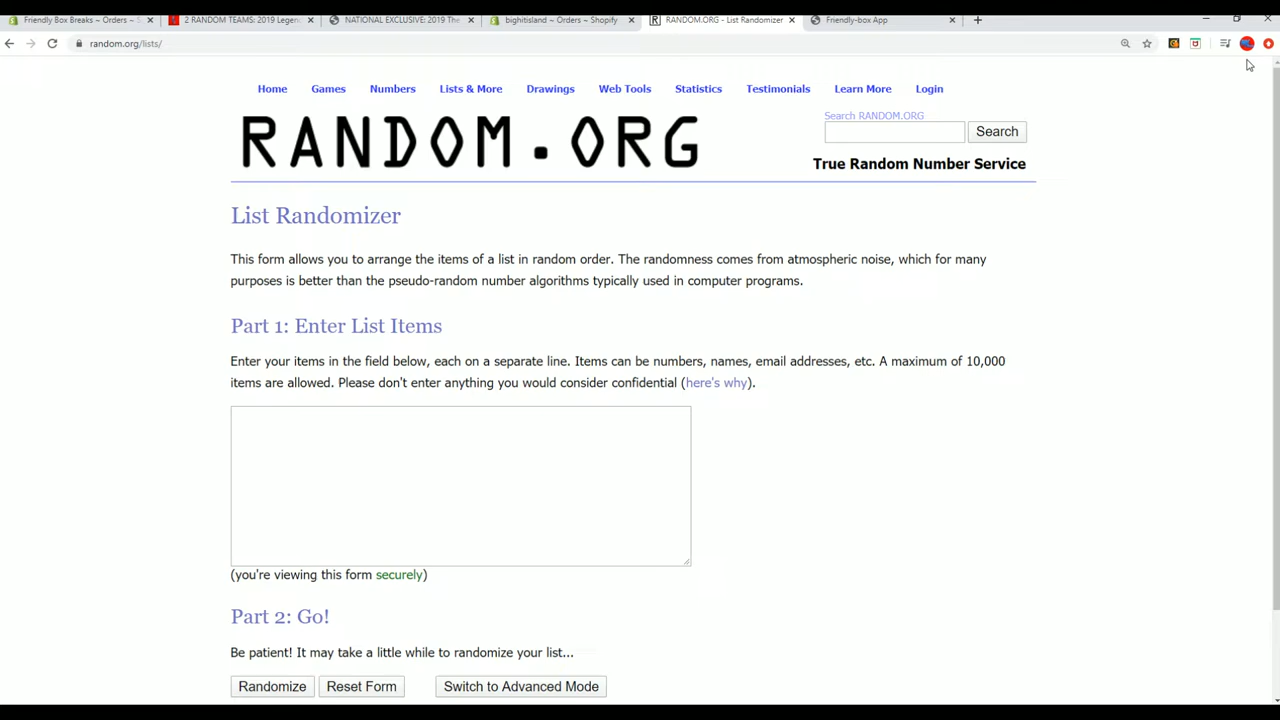 Friendly Box Breaks ~ Orders ~ S
2 RANDOM TEAMS: 2019 Legen
NATIONAL EXCLUSIVE: 2019 The
bighitisland ~ Orders ~ Shopify
RANDOM.ORG - List Randomizer
Friendly-box App
random.org/lists/
Home Games Numbers Lists & More Drawings Web Tools Statistics Testimonials Learn More Login
RANDOM.ORG
Search RANDOM.ORG
Search
True Random Number Service
List Randomizer
This form allows you to arrange the items of a list in random order. The randomness comes from atmospheric noise, which for many
purposes is better than the pseudo-random number algorithms typically used in computer programs.
Part 1: Enter List Items
Enter your items in the field below, each on a separate line. Items can be numbers, names, email addresses, etc. A maximum of 10,000
items are allowed. Please don't enter anything you would consider confidential (here's why).
(you're viewing this form securely)
Part 2: Go!
Be patient! It may take a little while to randomize your list...
Randomize Reset Form Switch to Advanced Mode